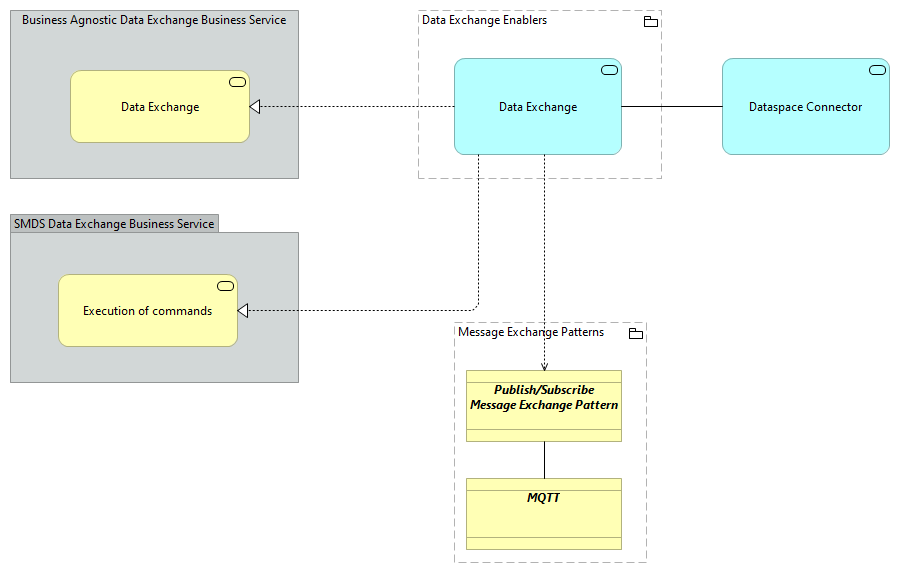 Business Agnostic Data Exchange Business Service
Data Exchange
Data Exchange Enablers
Data Exchange
Dataspace Connector
SMDS Data Exchange Business Service
Execution of commands
Message Exchange Patterns
Publish/Subscribe
Message Exchange Pattern
MQTT